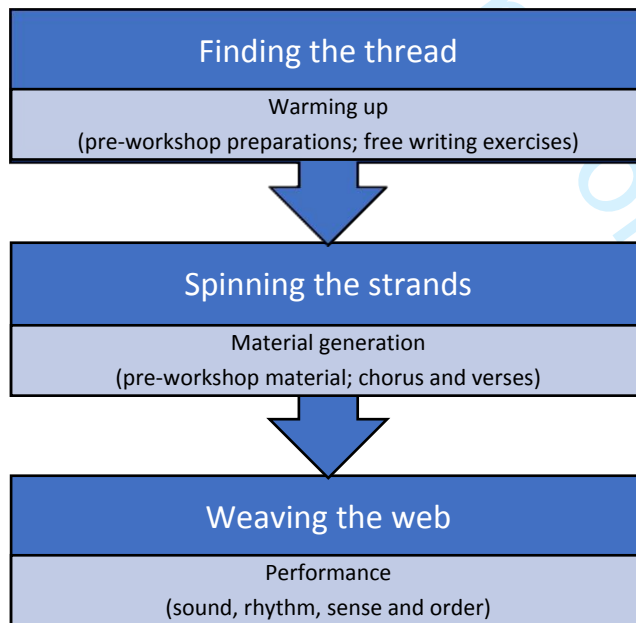 Finding the thread
Warming up
(pre-workshop preparations; free writing exercises)
Spinning the strands
Material generation
(pre-workshop material; chorus and verses)
Weaving the web
Performance
(sound, rhythm, sense and order)